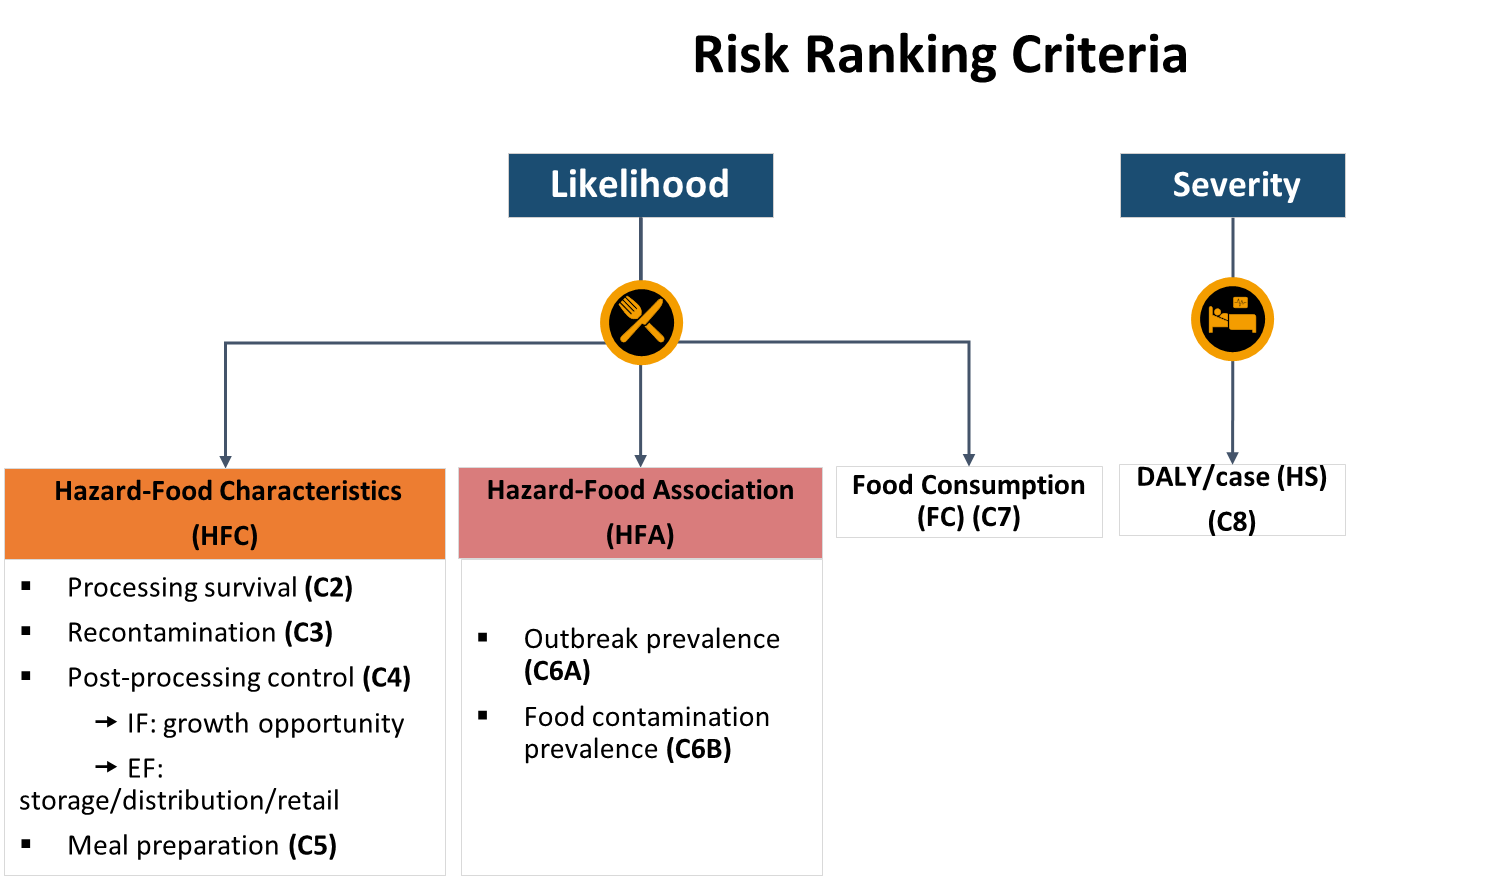 Risk Ranking Criteria
Likelihood
Severity
Hazard-Food Characteristics
(HFC)
▪ Processing survival (C2)
▪ Recontamination (C3)
▪ Post-processing control (C4)
→ IF: growth opportunity
→ EF:
storage/distribution/retail
▪ Meal preparation (C5)
Hazard-Food Association
(HFA)
▪ Outbreak prevalence
(C6A)
▪ Food contamination
prevalence (C6B)
Food Consumption
(FC) (C7)
DALY/case (HS)
(C8)